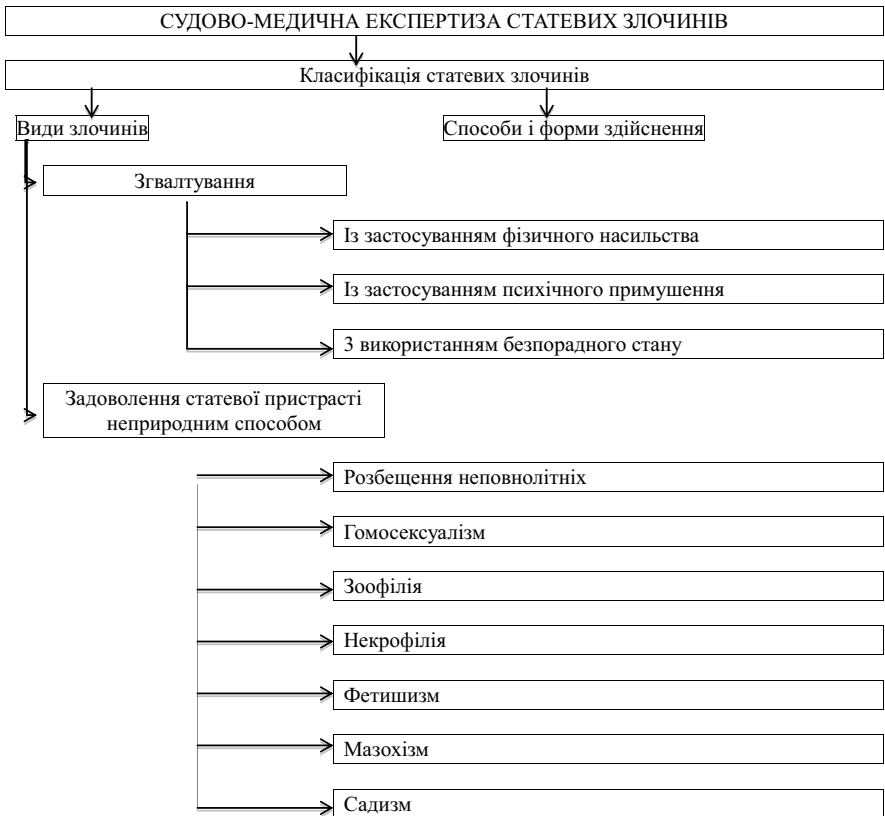 СУДОВО-МЕДИЧНА ЕКСПЕРТИЗА СТАТЕВИХ ЗЛОЧИНІВ
Класифікація статевих злочинів
Види злочинів
Способи і форми здійснення
Згвалтування
Із застосуванням фізичного насильства
Із застосуванням психічного примушення
З використанням безпорадного стану
Задоволення статевої пристрасті
неприродним способом
Розбещення неповнолітніх
Гомосексуалізм
Зоофілія
Некрофілія
Фетишизм
Мазохізм
Садизм